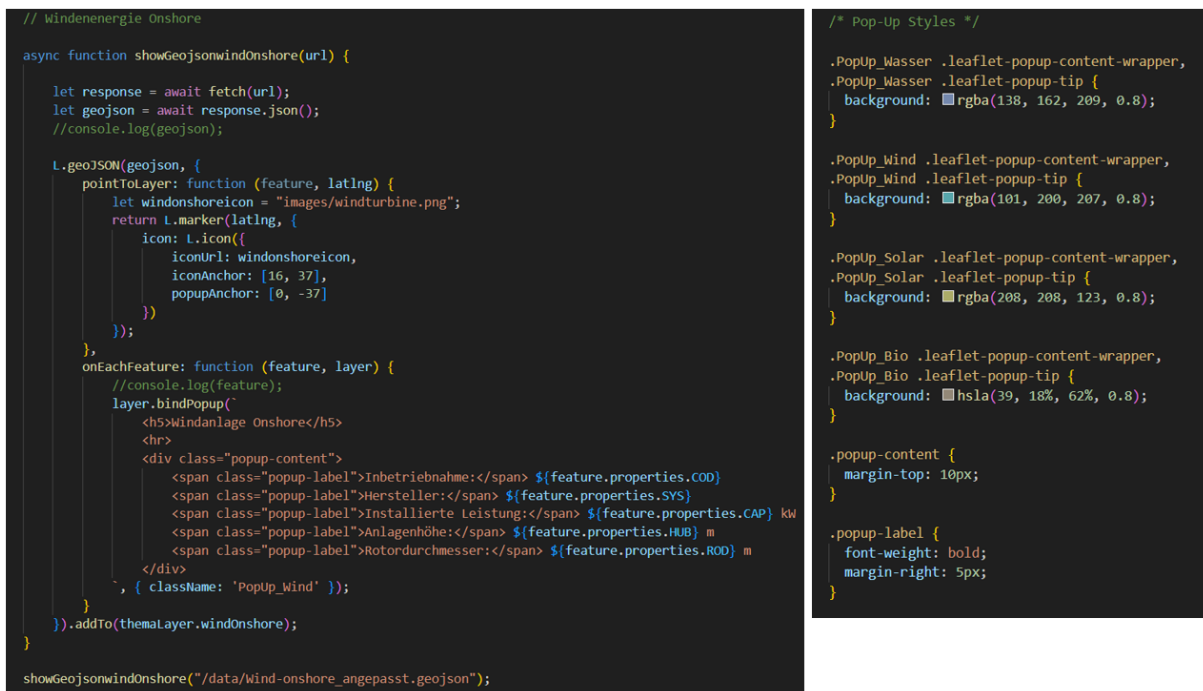 // Windenenergie Onshore
async function showGeojsonwindOnshore(url) {
let response = await fetch(url);
let geojson = await response.json();
//console.log(geojson);
L.geoJSON(geojson, {
pointToLayer: function (feature, latlng) {
let windonshoreicon = "images/windturbine.png";
return L.marker(latlng, {
icon: L.icon({
iconUrl: windonshoreicon,
iconAnchor: [16, 37],
popupAnchor: [0, -37]
})
});
},
onEachFeature: function (feature, layer) {
//console.log(feature);
layer.bindPopup(`
<h5>Windanlage Onshore</h5>
<hr>
<div class="popup-content">
<span class="popup-label">Inbetriebnahme:</span> ${feature.properties.COD}
<span class="popup-label">Hersteller:</span> ${feature.properties.SYS}
<span class="popup-label">Installierte Leistung:</span> ${feature.properties.CAP} kW
<span class="popup-label">Anlagenhöhe:</span> ${feature.properties.HUB} m
<span class="popup-label">Rotordurchmesser:</span> ${feature.properties.ROD} m
</div>
`, { className: 'PopUp_Wind' });
}
}).addTo(themaLayer.windOnshore);
}
showGeojsonwindOnshore("/data/Wind-onshore_angepasst.geojson");
/* Pop-Up Styles */
.PopUp_Wasser .leaflet-popup-content-wrapper,
.PopUp_Wasser .leaflet-popup-tip {
background: rgba(138, 162, 209, 0.8);
}
.PopUp_Wind .leaflet-popup-content-wrapper,
.PopUp_Wind .leaflet-popup-tip {
background: rgba(101, 200, 207, 0.8);
}
.PopUp_Solar .leaflet-popup-content-wrapper,
.PopUp_Solar .leaflet-popup-tip {
background: rgba(208, 208, 123, 0.8);
}
.PopUp_Bio .leaflet-popup-content-wrapper,
.PopUp_Bio .leaflet-popup-tip {
background: hsla(39, 18%, 62%, 0.8);
}
.popup-content {
margin-top: 10px;
}
.popup-label {
font-weight: bold;
margin-right: 5px;
}